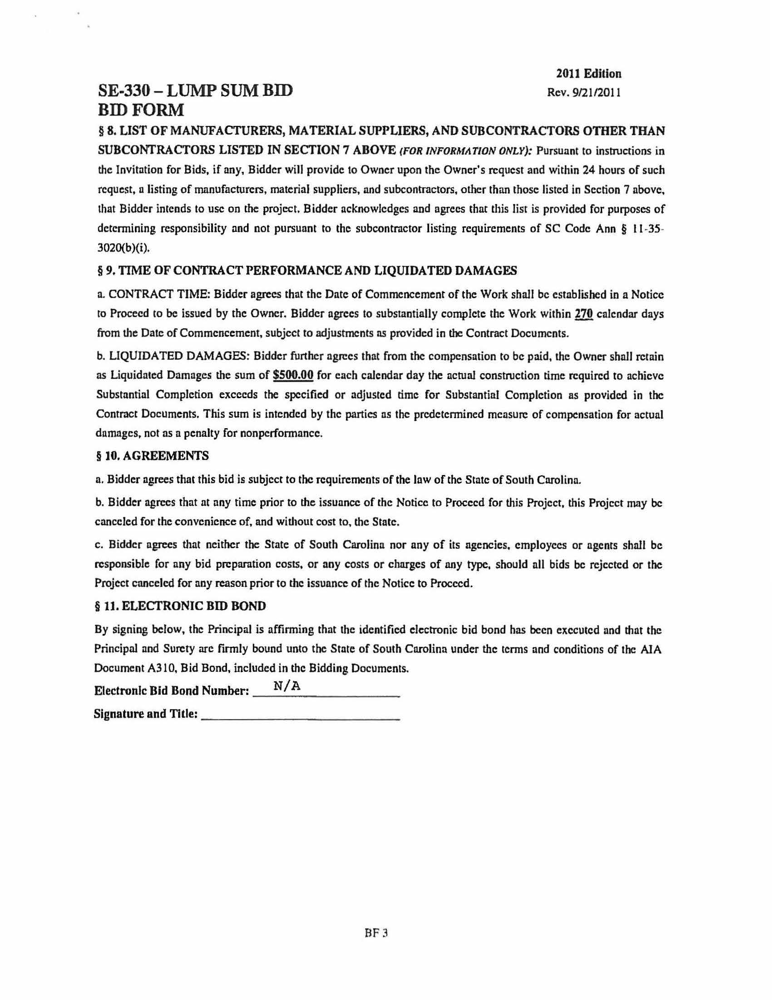 2011 Edition
SE-330 – LUMP SUM BID
Rev. 9/21/2011
BID FORM
§ 8. LIST OF MANUFACTURERS, MATERIAL SUPPLIERS, AND SUBCONTRACTORS OTHER THAN
SUBCONTRACTORS LISTED IN SECTION 7 ABOVE (FOR INFORMATION ONLY): Pursuant to instructions in
the Invitation for Bids, if any, Bidder will provide to Owner upon the Owner's request and within 24 hours of such
request, a listing of manufacturers, material suppliers, and subcontractors, other than those listed in Section 7 above,
that Bidder intends to use on the project. Bidder acknowledges and agrees that this list is provided for purposes of
determining responsibility and not pursuant to the subcontractor listing requirements of SC Code Ann § 11-35-
3020(b)(i).
§ 9. TIME OF CONTRACT PERFORMANCE AND LIQUIDATED DAMAGES
a. CONTRACT TIME: Bidder agrees that the Date of Commencement of the Work shall be established in a Notice
to Proceed to be issued by the Owner. Bidder agrees to substantially complete the Work within 270 calendar days
from the Date of Commencement, subject to adjustments as provided in the Contract Documents.
b. LIQUIDATED DAMAGES: Bidder further agrees that from the compensation to be paid, the Owner shall retain
as Liquidated Damages the sum of $500.00 for each calendar day the actual construction time required to achieve
Substantial Completion exceeds the specified or adjusted time for Substantial Completion as provided in the
Contract Documents. This sum is intended by the parties as the predetermined measure of compensation for actual
damages, not as a penalty for nonperformance.
§ 10. AGREEMENTS
a. Bidder agrees that this bid is subject to the requirements of the law of the State of South Carolina.
b. Bidder agrees that at any time prior to the issuance of the Notice to Proceed for this Project, this Project may be
canceled for the convenience of, and without cost to, the State.
c. Bidder agrees that neither the State of South Carolina nor any of its agencies, employees or agents shall be
responsible for any bid preparation costs, or any costs or charges of any type, should all bids be rejected or the
Project canceled for any reason prior to the issuance of the Notice to Proceed.
§ 11. ELECTRONIC BID BOND
By signing below, the Principal is affirming that the identified electronic bid bond has been executed and that the
Principal and Surety are firmly bound unto the State of South Carolina under the terms and conditions of the AIA
Document A310, Bid Bond, included in the Bidding Documents.
Electronic Bid Bond Number: N/A
Signature and Title:
BF 3